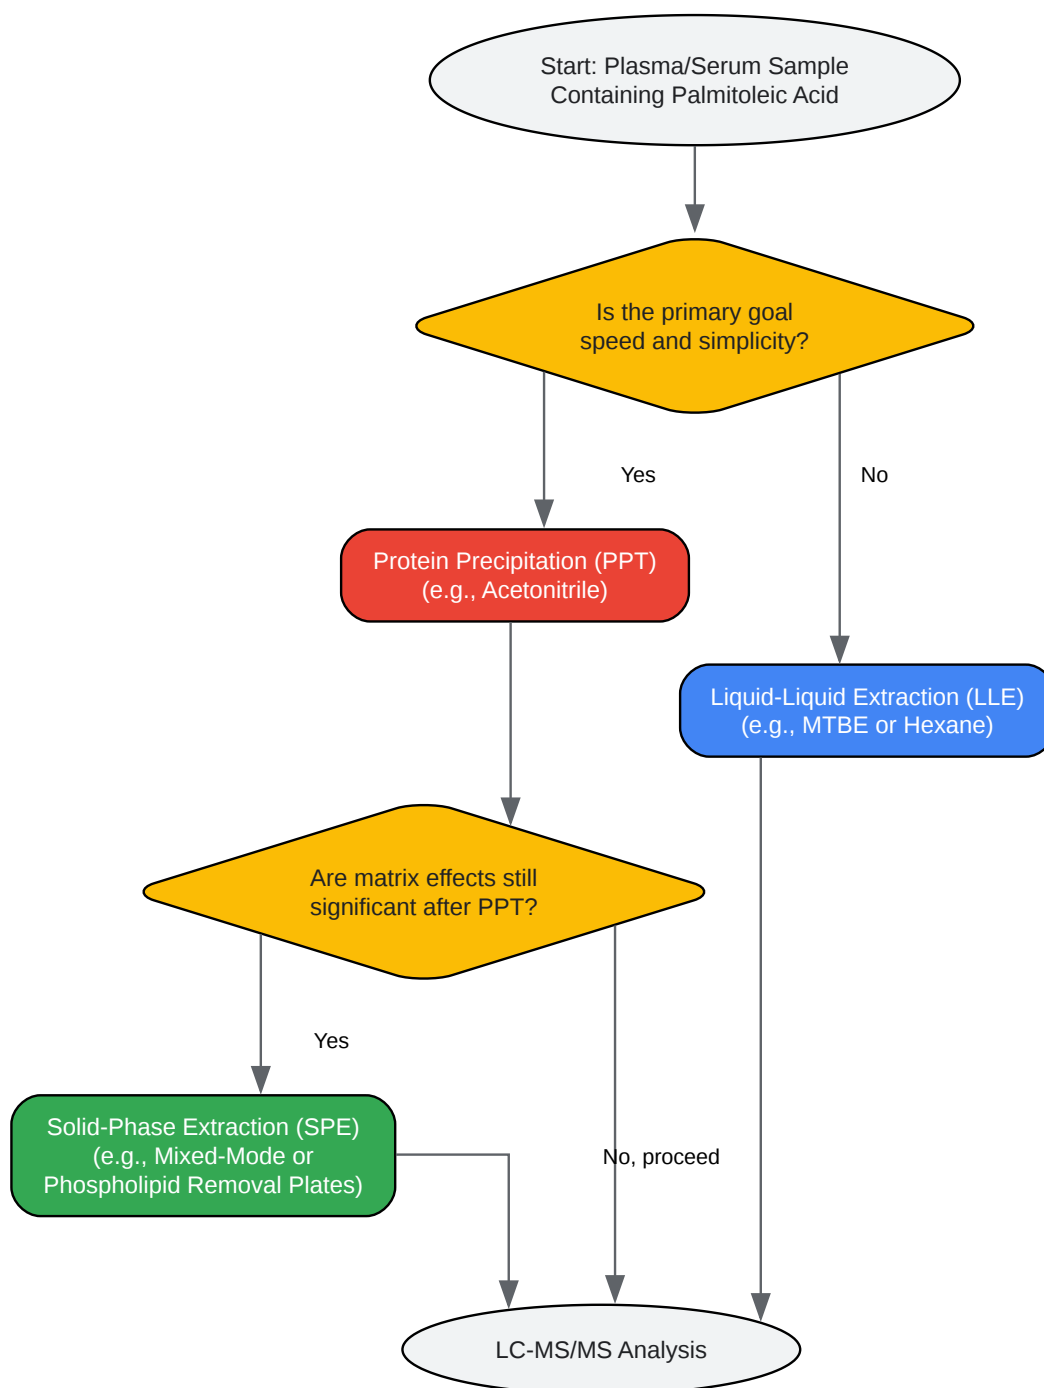 Start: Plasma/Serum Sample
Containing Palmitoleic Acid
Is the primary goal
speed and simplicity?
Yes
No
Protein Precipitation (PPT)
(e.g., Acetonitrile)
Liquid-Liquid Extraction (LLE)
(e.g., MTBE or Hexane)
Are matrix effects still
significant after PPT?
Yes
Solid-Phase Extraction (SPE)
(e.g., Mixed-Mode or
Phospholipid Removal Plates)
No, proceed
LC-MS/MS Analysis